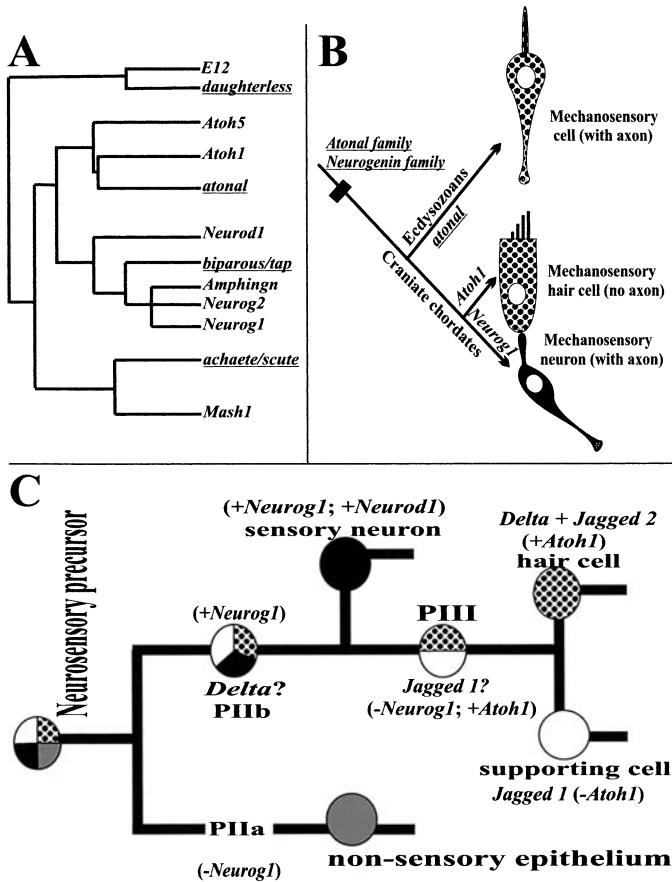 A
E12
daughterless
Atoh5
Atoh1
atonal
Neurod1
biparous/tap
Amphingn
Neurog2
Neurog1
achaete/scute
Mash1
B
Atonal family
Neurogenin family
Ecdysozoans
atonal
Craniate chordates
Atoh1
Neurog1
Mechanosensory
cell (with axon)
Mechanosensory
hair cell (no axon)
Mechanosensory
neuron (with axon)
C
Neurosensory precursor
(+Neurog1; +Neurod1)
sensory neuron
(+Neurog1)
Delta?
PIIb
PIII
Jagged 1?
(-Neurog1; +Atoh1)
Delta + Jagged 2
(+Atoh1)
hair cell
supporting cell
Jagged 1 (-Atoh1)
PIIa
(-Neurog1)
non-sensory epithelium